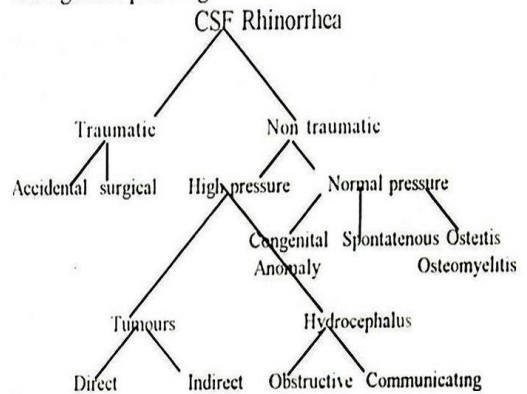 CSF Rhinorrhea
Traumatic Non traumatic
Accidental surgical High pressure Normal pressure
Congenital Anomaly Spontatenous Osteitis
Osteomyelitis
Tumours Hydrocephalus
Direct Indirect Obstructive Communicating